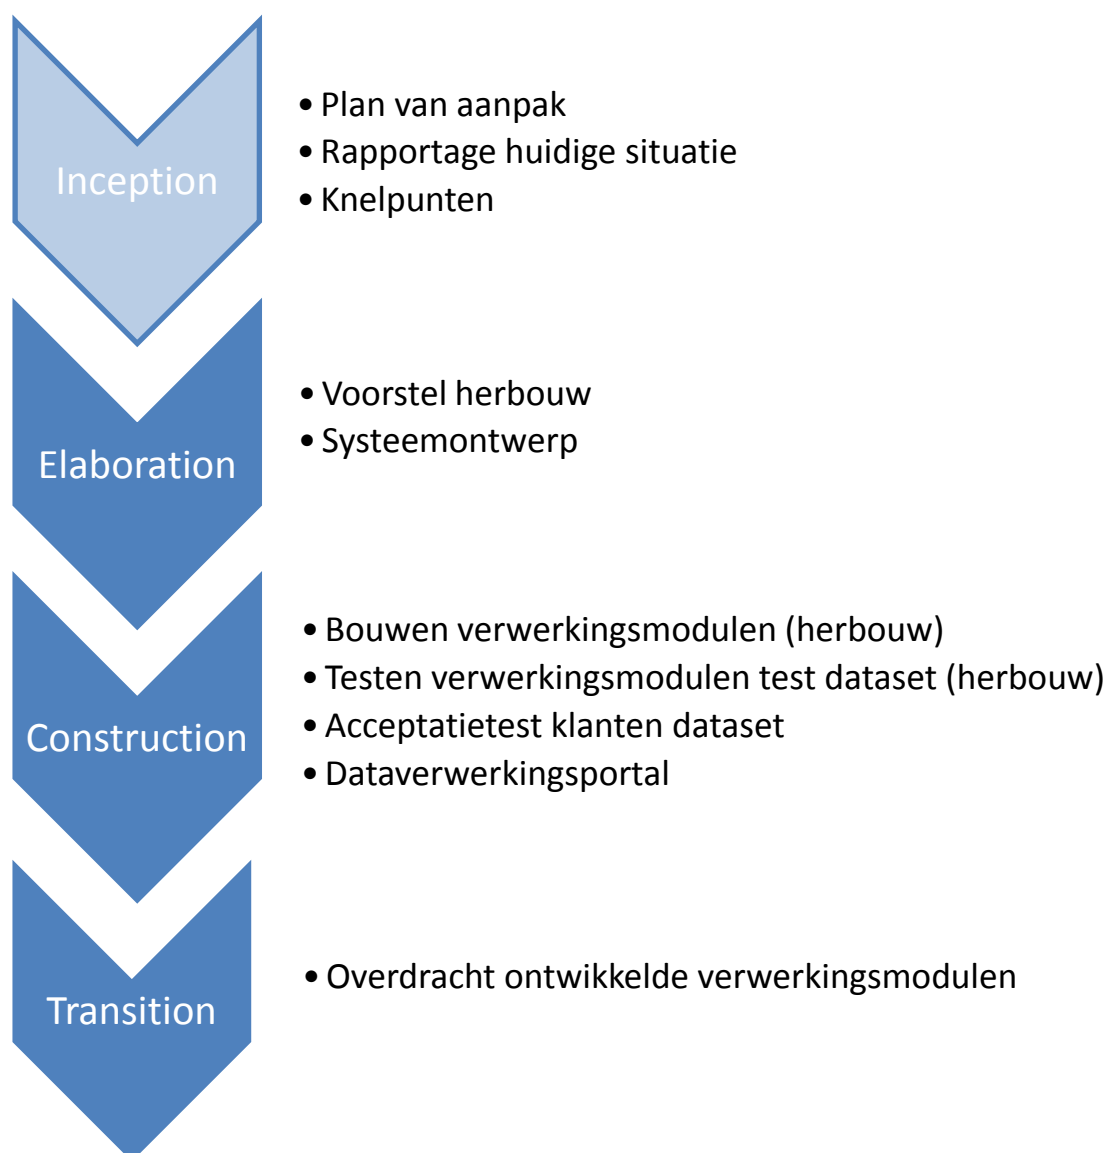 Inception
• Plan van aanpak
• Rapportage huidige situatie
• Knelpunten
Elaboration
• Voorstel herbouw
• Systeemontwerp
Construction
• Bouwen verwerkingsmodulen (herbouw)
• Testen verwerkingsmodulen test dataset (herbouw)
• Acceptatietest klanten dataset
• Dataverwerkingsportal
Transition
• Overdracht ontwikkelde verwerkingsmodulen